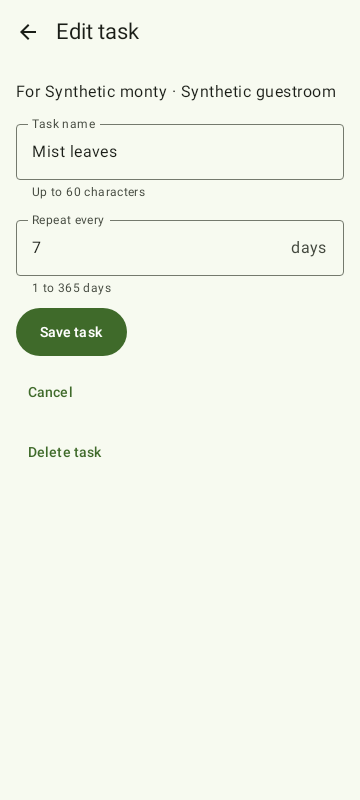 Edit task
For Synthetic monty · Synthetic guestroom
Task name
Mist leaves
Up to 60 characters
Repeat every
7 days
1 to 365 days
Save task
Cancel
Delete task